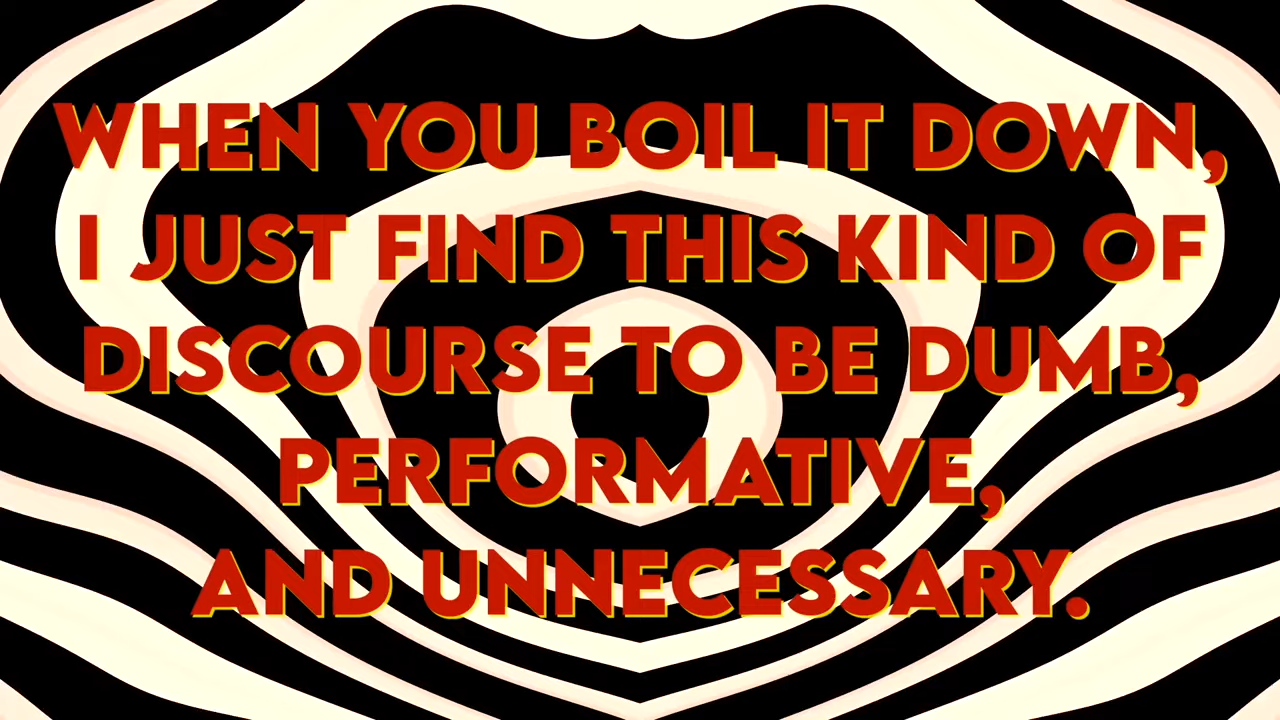 WHEN YOU BOIL IT DOWN,
I JUST FIND THIS KIND OF
DISCOURSE TO BE DUMB,
PERFORMATIVE,
AND UNNECESSARY.